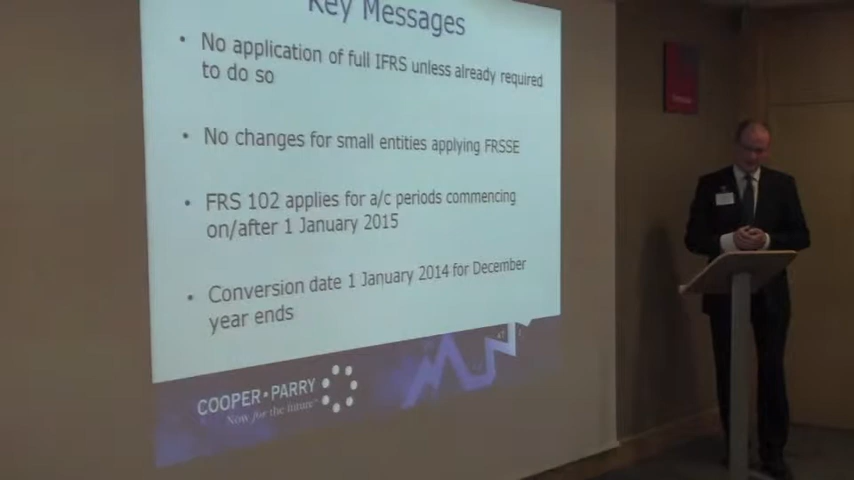 Key Messages
• No application of full IFRS unless already required
to do so
• No changes for small entities applying FRSSE
• FRS 102 applies for a/c periods commencing
on/after 1 January 2015
• Conversion date 1 January 2014 for December
year ends
COOPER•PARRY
Now for the future